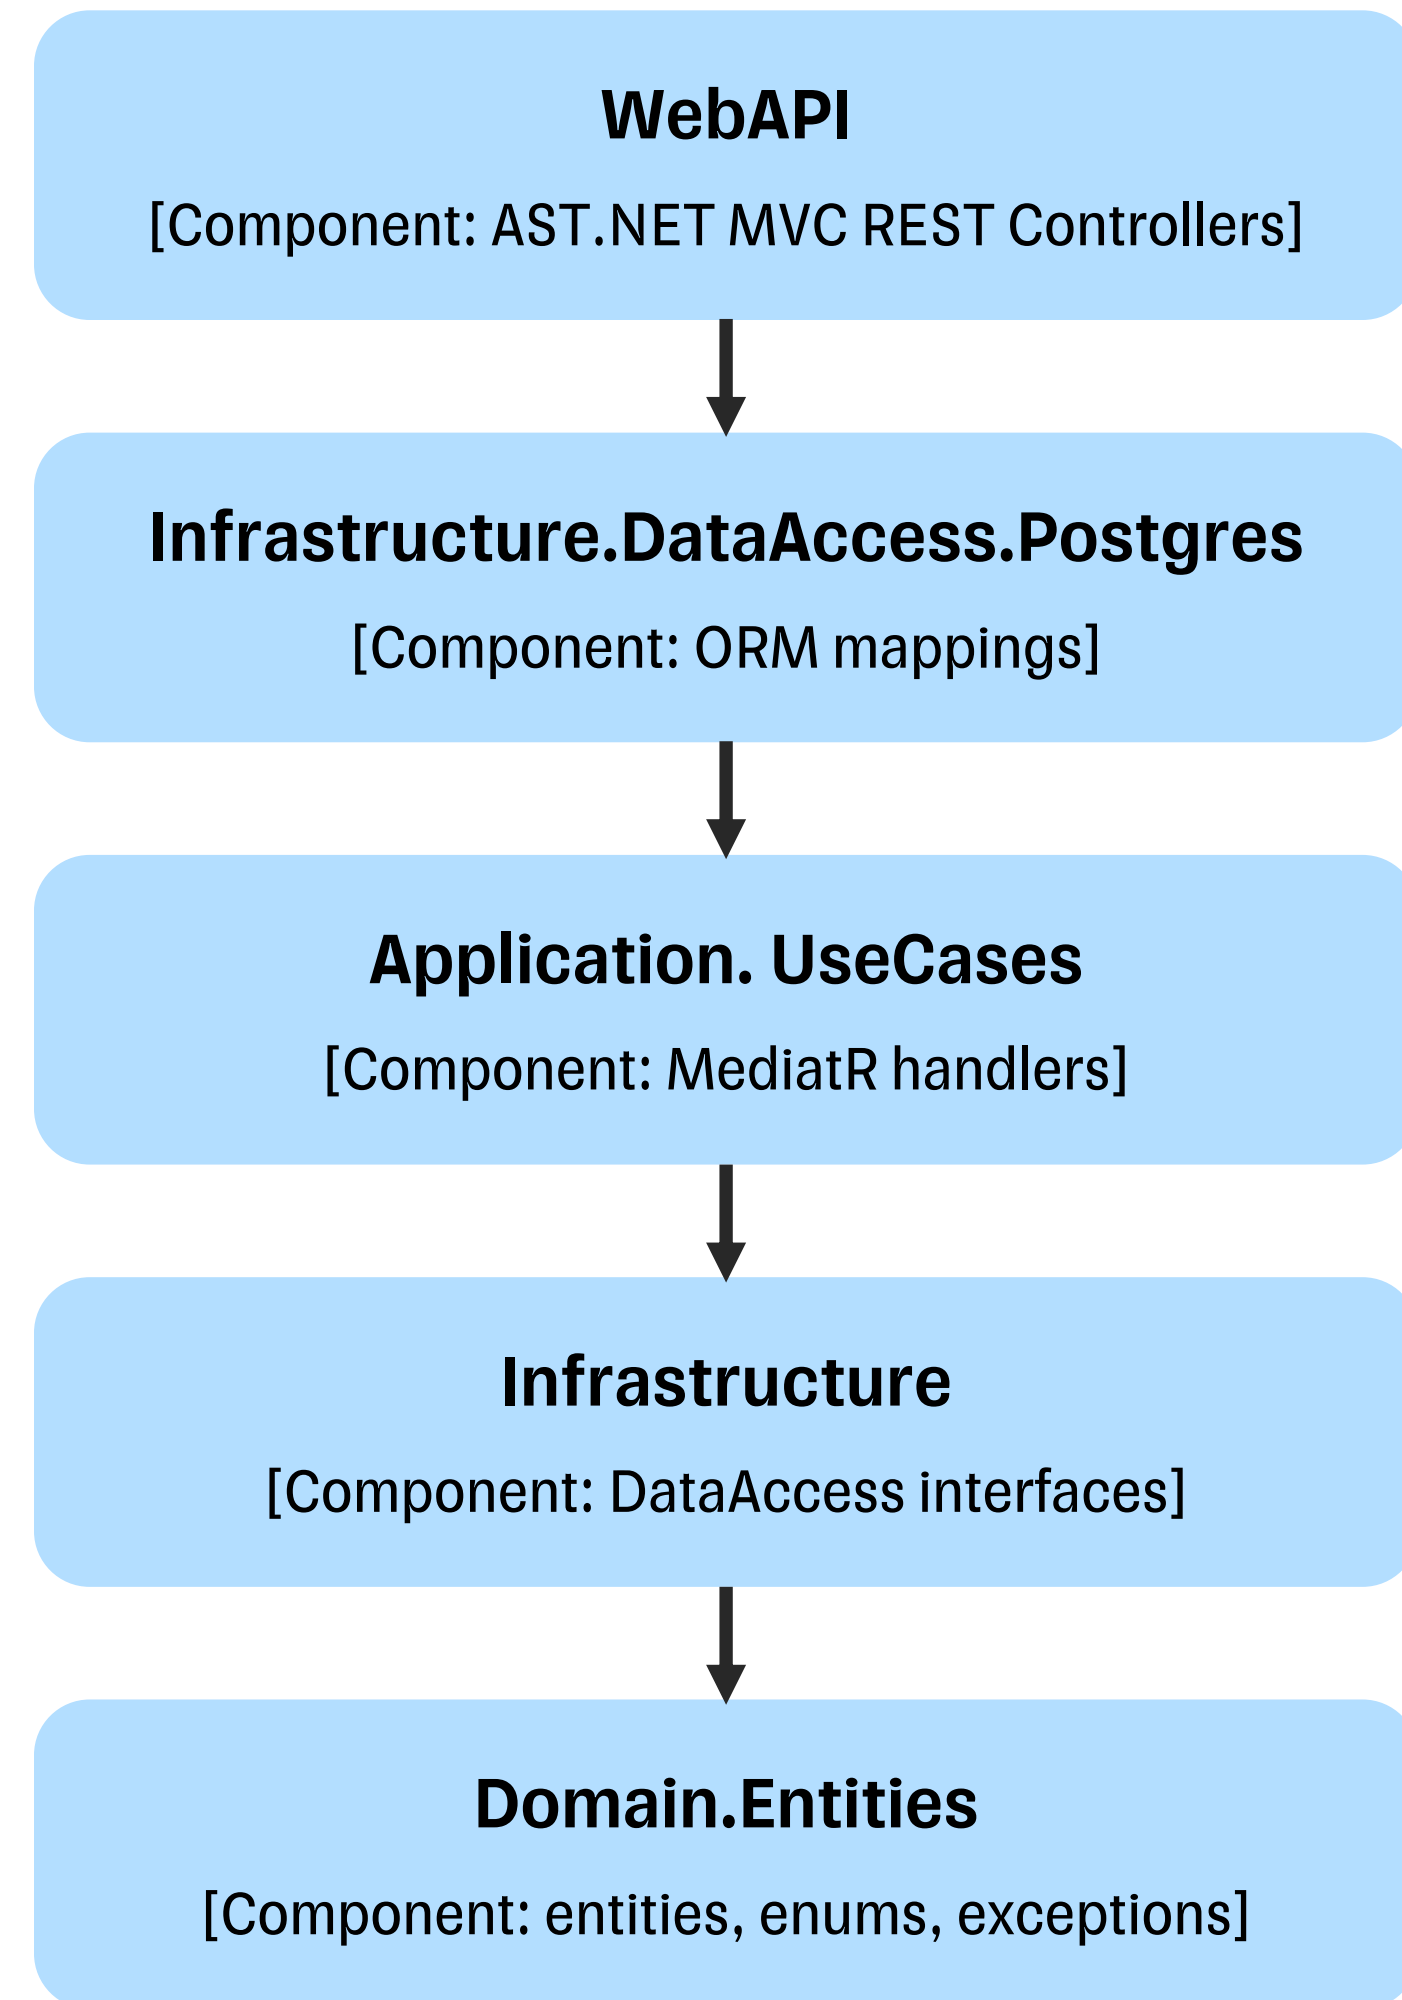 WebAPI
[Component: AST.NET MVC REST Controllers]
Infrastructure.DataAccess.Postgres
[Component: ORM mappings]
Application. UseCases
[Component: MediatR handlers]
Infrastructure
[Component: DataAccess interfaces]
Domain.Entities
[Component: entities, enums, exceptions]